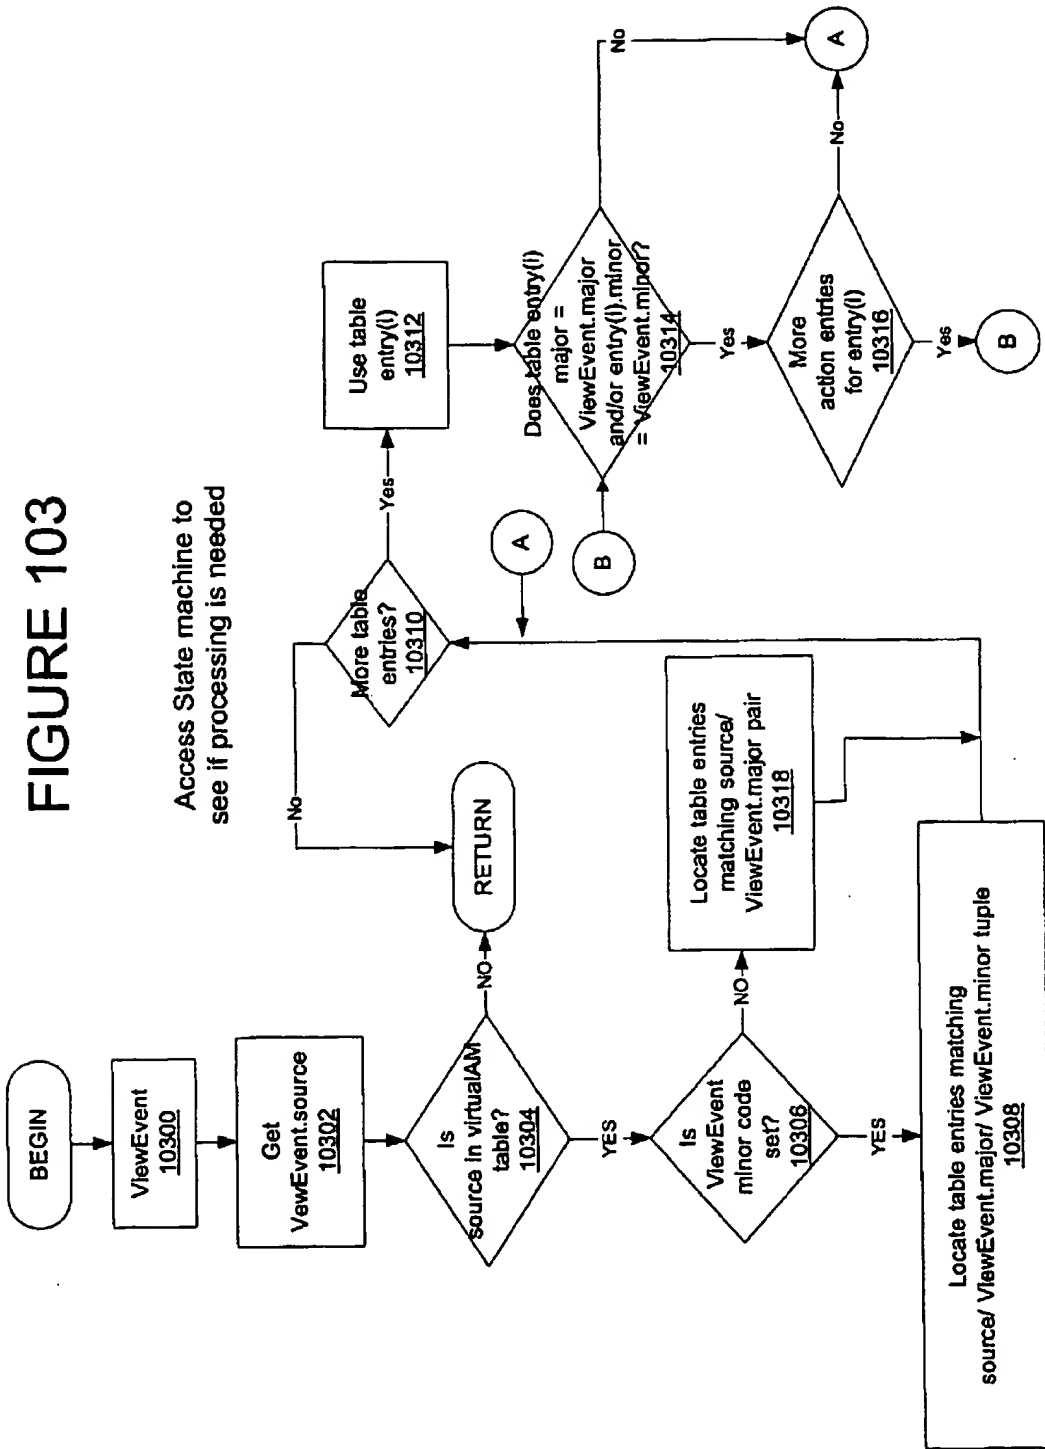 FIGURE 103
Access State machine to
see if processing is needed
BEGIN
ViewEvent
10300
Get
VewEvent.source
10302
Is
source in virtualAM
table?
10304
NO
RETURN
YES
Is
ViewEvent
minor code
set?
10306
NO
Locate table entries
matching source/
ViewEvent.major pair
10318
YES
Locate table entries matching
source/ ViewEvent.major/ ViewEvent.minor tuple
10308
A
More table
entries?
10310
No
Yes
Use table
entry(i)
10312
B
Does table entry(i)
major =
ViewEvent.major
and/or entry(i).minor
= ViewEvent.minor?
10314
No
Yes
More
action entries
for entry(i)
10316
No
A
Yes
B